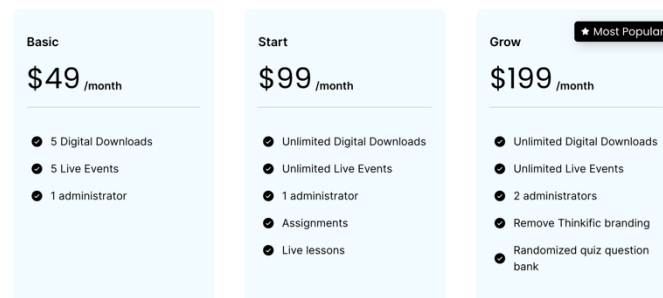 Basic
$49 /month
5 Digital Downloads
5 Live Events
1 administrator
Start
$99 /month
Unlimited Digital Downloads
Unlimited Live Events
1 administrator
Assignments
Live lessons
Most Popular
Grow
$199 /month
Unlimited Digital Downloads
Unlimited Live Events
2 administrators
Remove Thinkific branding
Randomized quiz question
bank